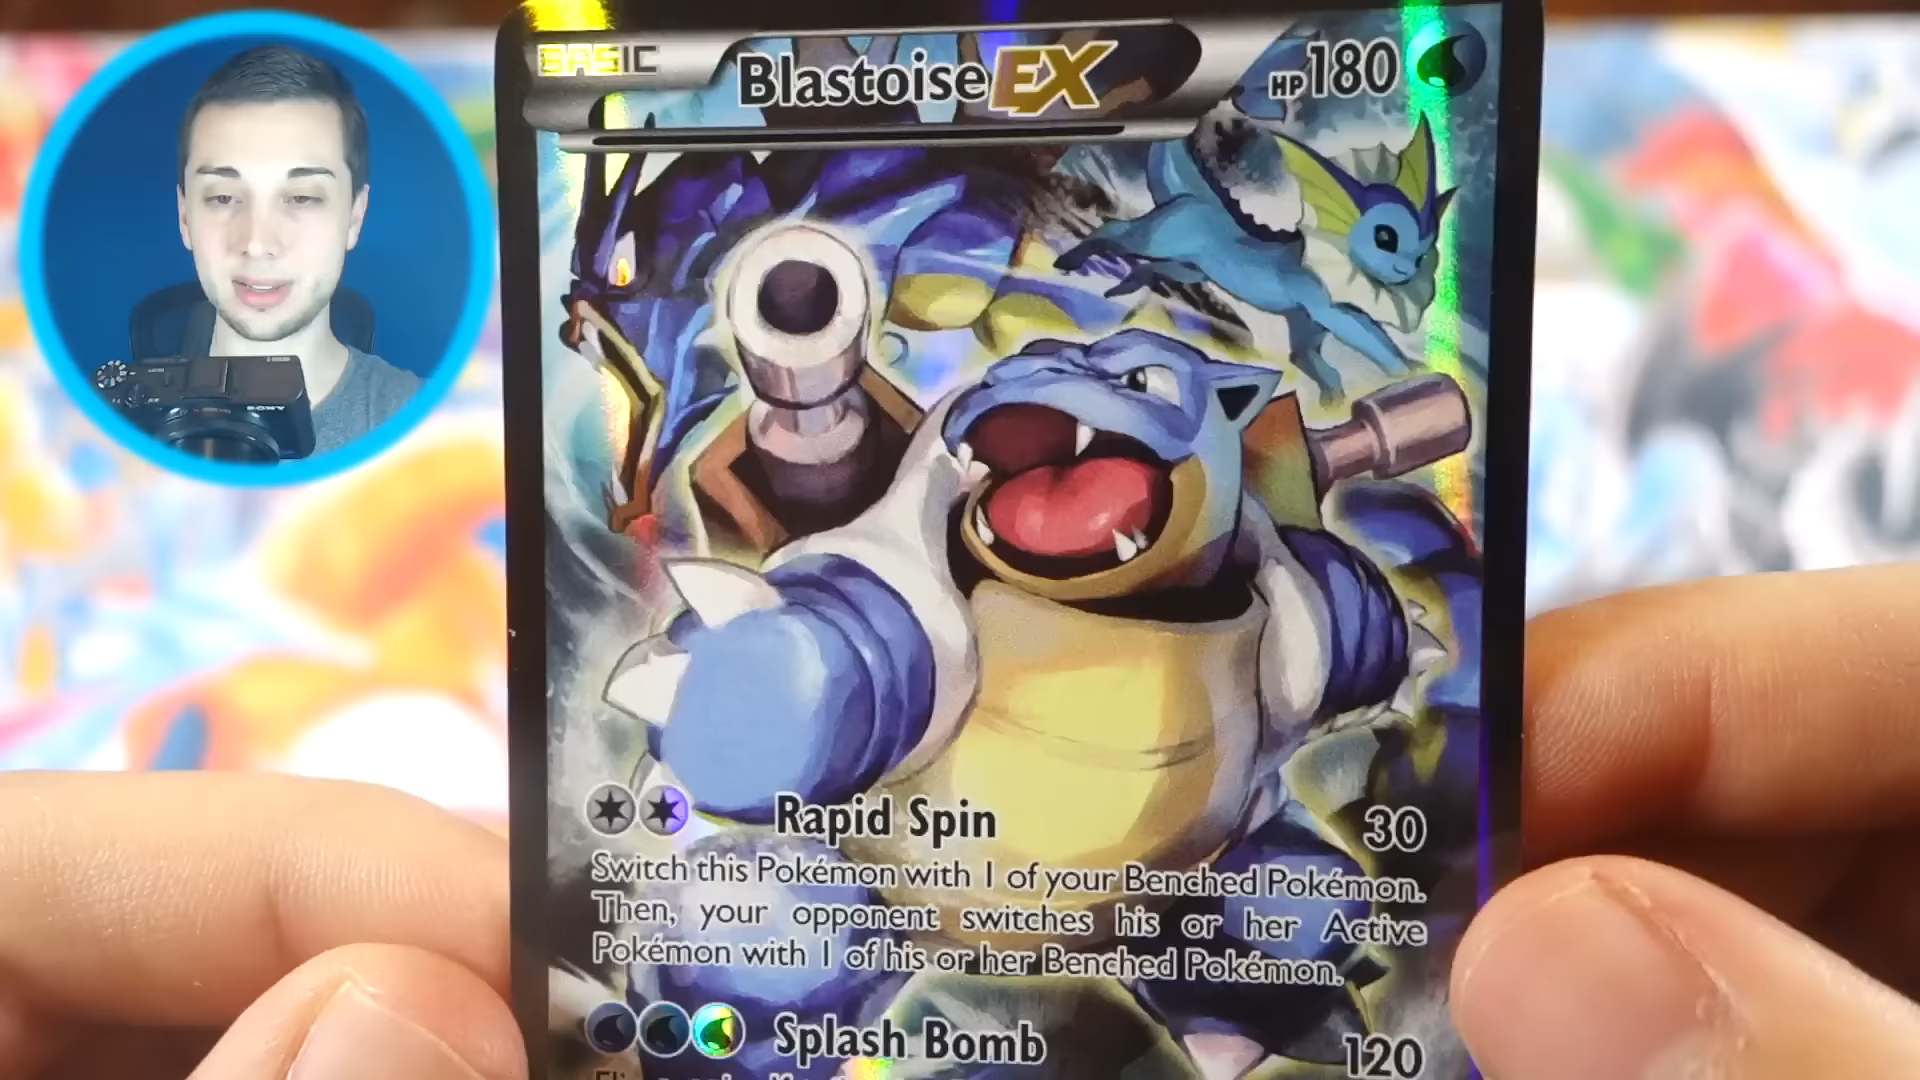 BASIC
Blastoise EX
HP 180
SONY
Rapid Spin 30
Switch this Pokémon with 1 of your Benched Pokémon.
Then, your opponent switches his or her Active
Pokémon with 1 of his or her Benched Pokémon.
Splash Bomb 120